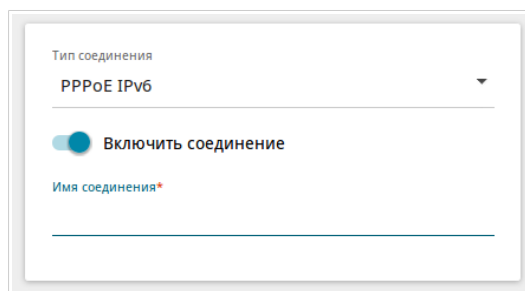 Тип соединения
PPPoE IPv6
Включить соединение
Имя соединения*